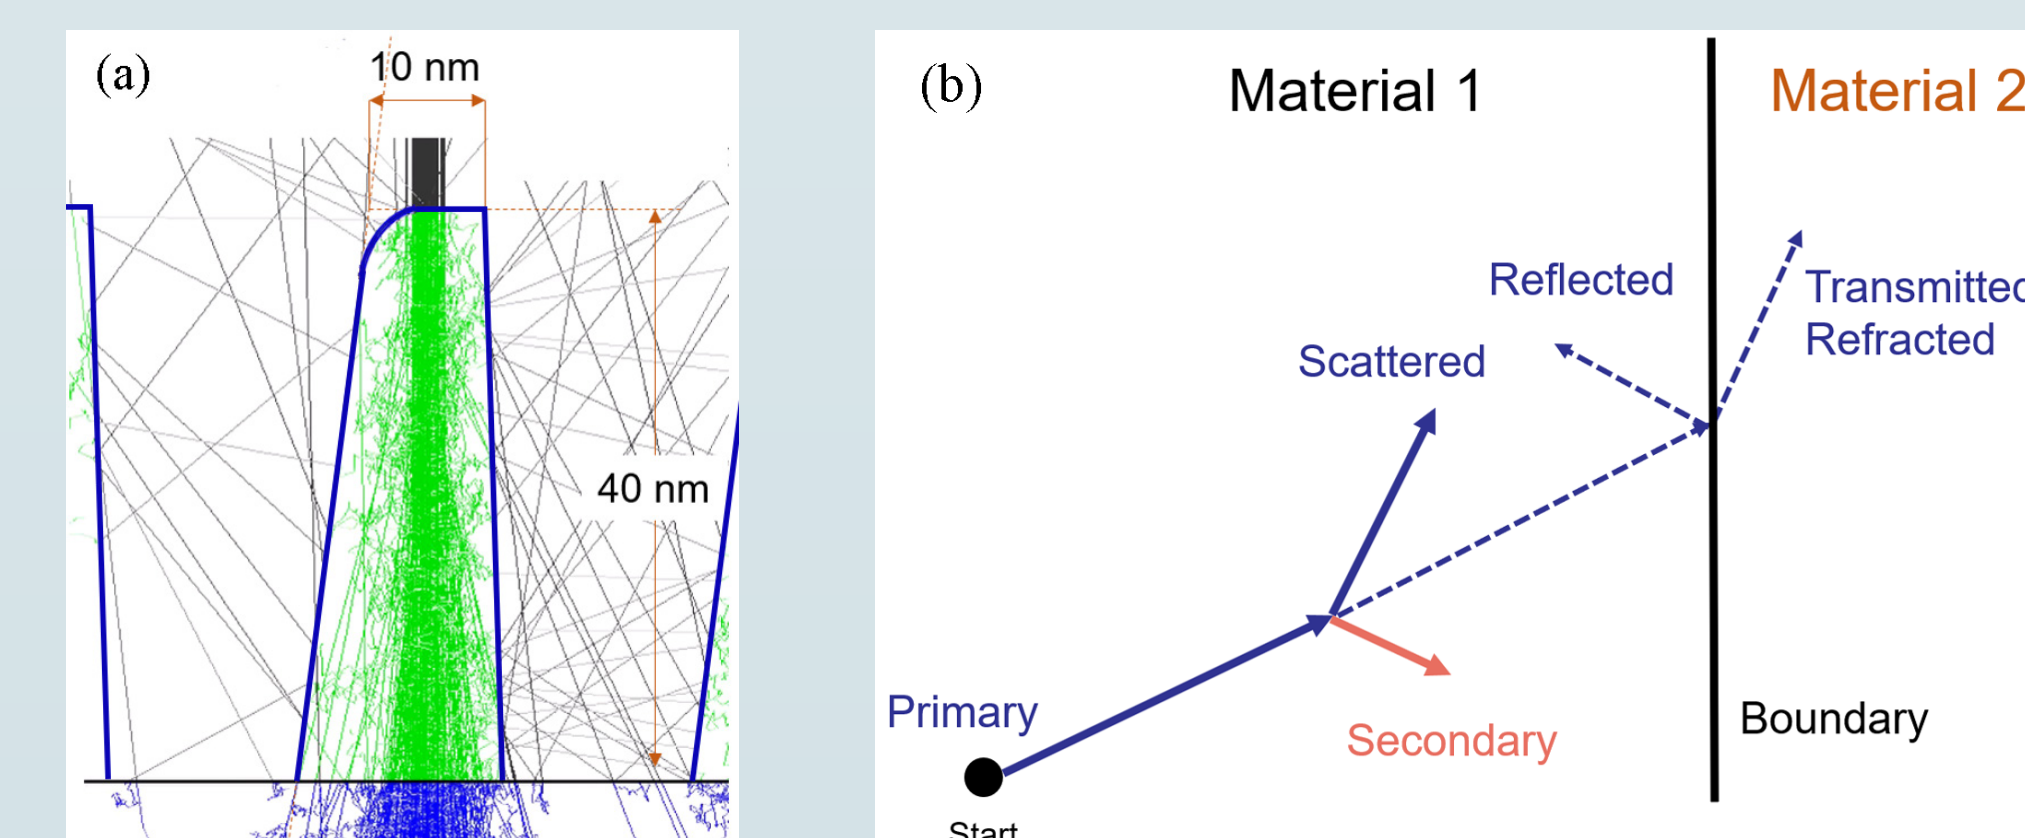 (a)
10 nm
40 nm
(b)
Material 1
Material 2
Reflected
Transmitted
Refracted
Scattered
Primary
Secondary
Boundary
Start